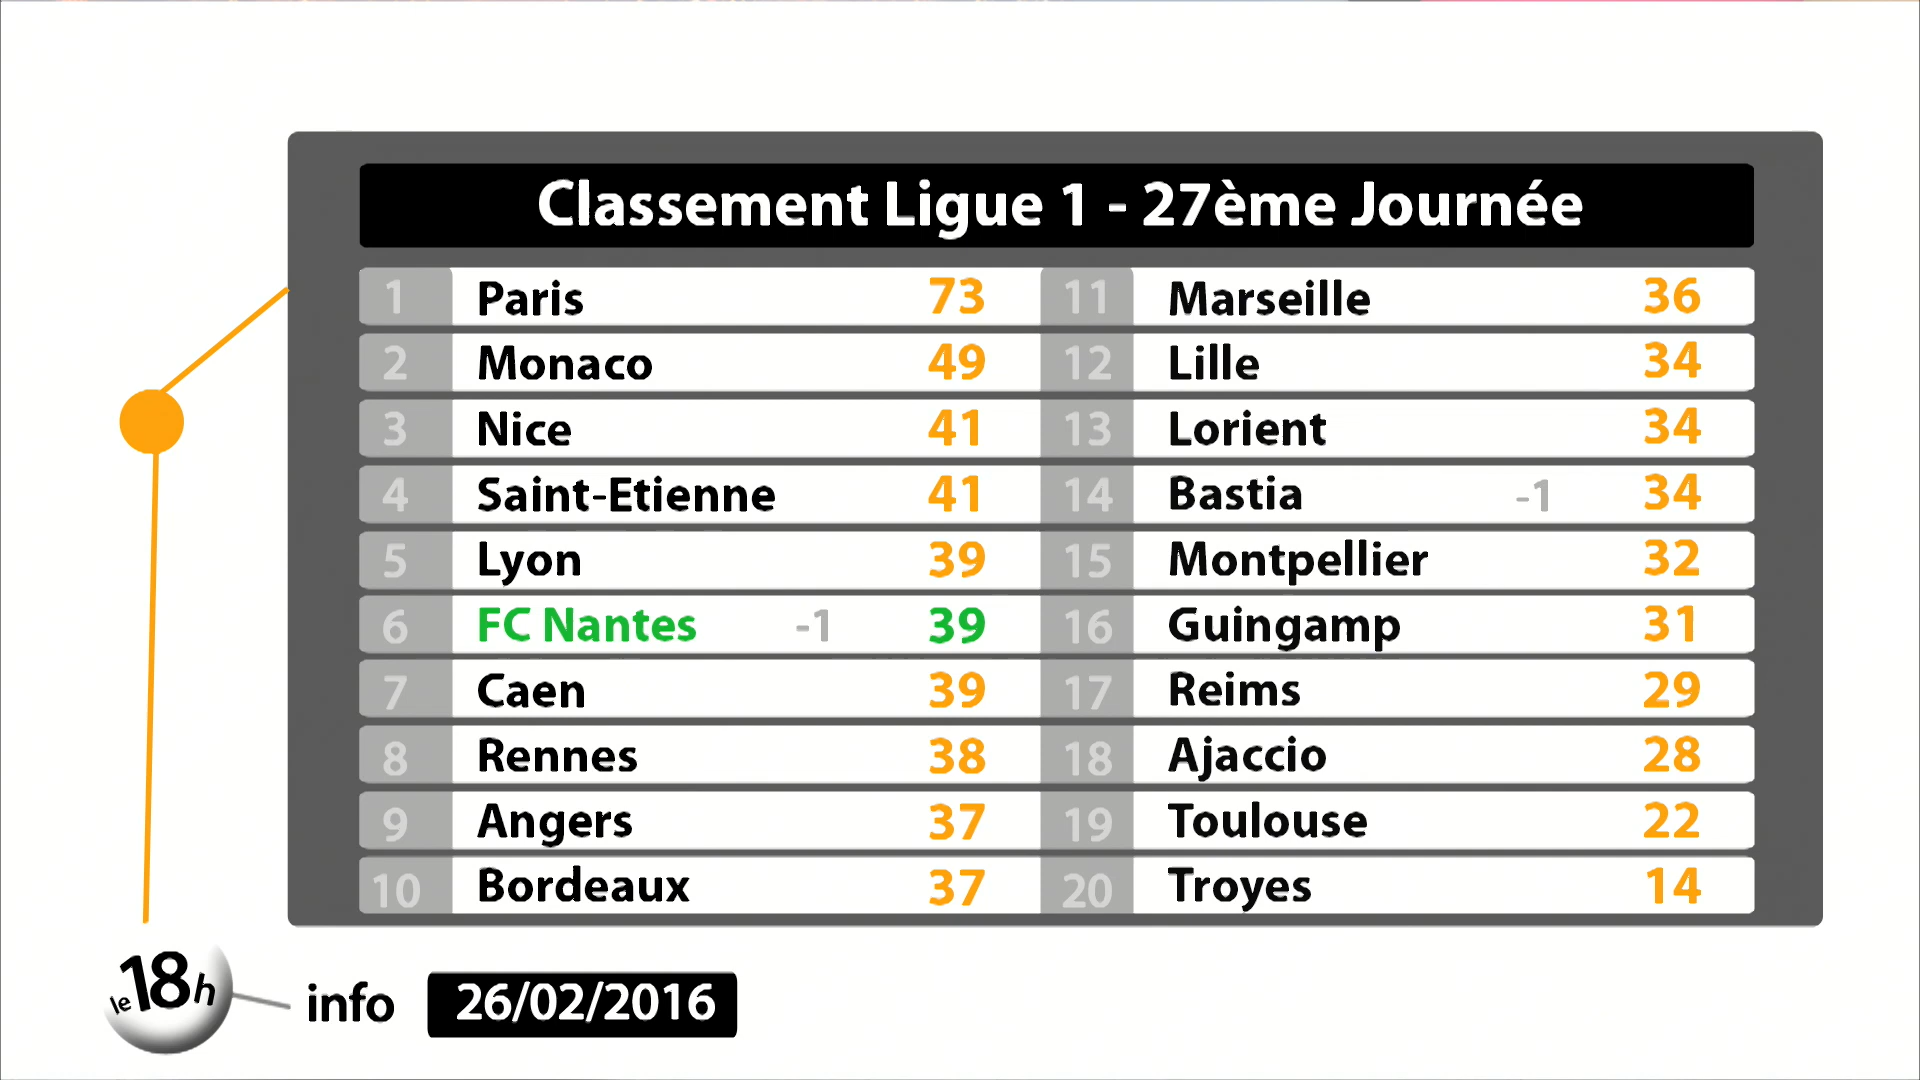 Classement Ligue 1 - 27ème Journée
1 Paris 73
2 Monaco 49
3 Nice 41
4 Saint-Etienne 41
5 Lyon 39
6 FC Nantes -1 39
7 Caen 39
8 Rennes 38
9 Angers 37
10 Bordeaux 37
11 Marseille 36
12 Lille 34
13 Lorient 34
14 Bastia -1 34
15 Montpellier 32
16 Guingamp 31
17 Reims 29
18 Ajaccio 28
19 Toulouse 22
20 Troyes 14
le 18h info 26/02/2016